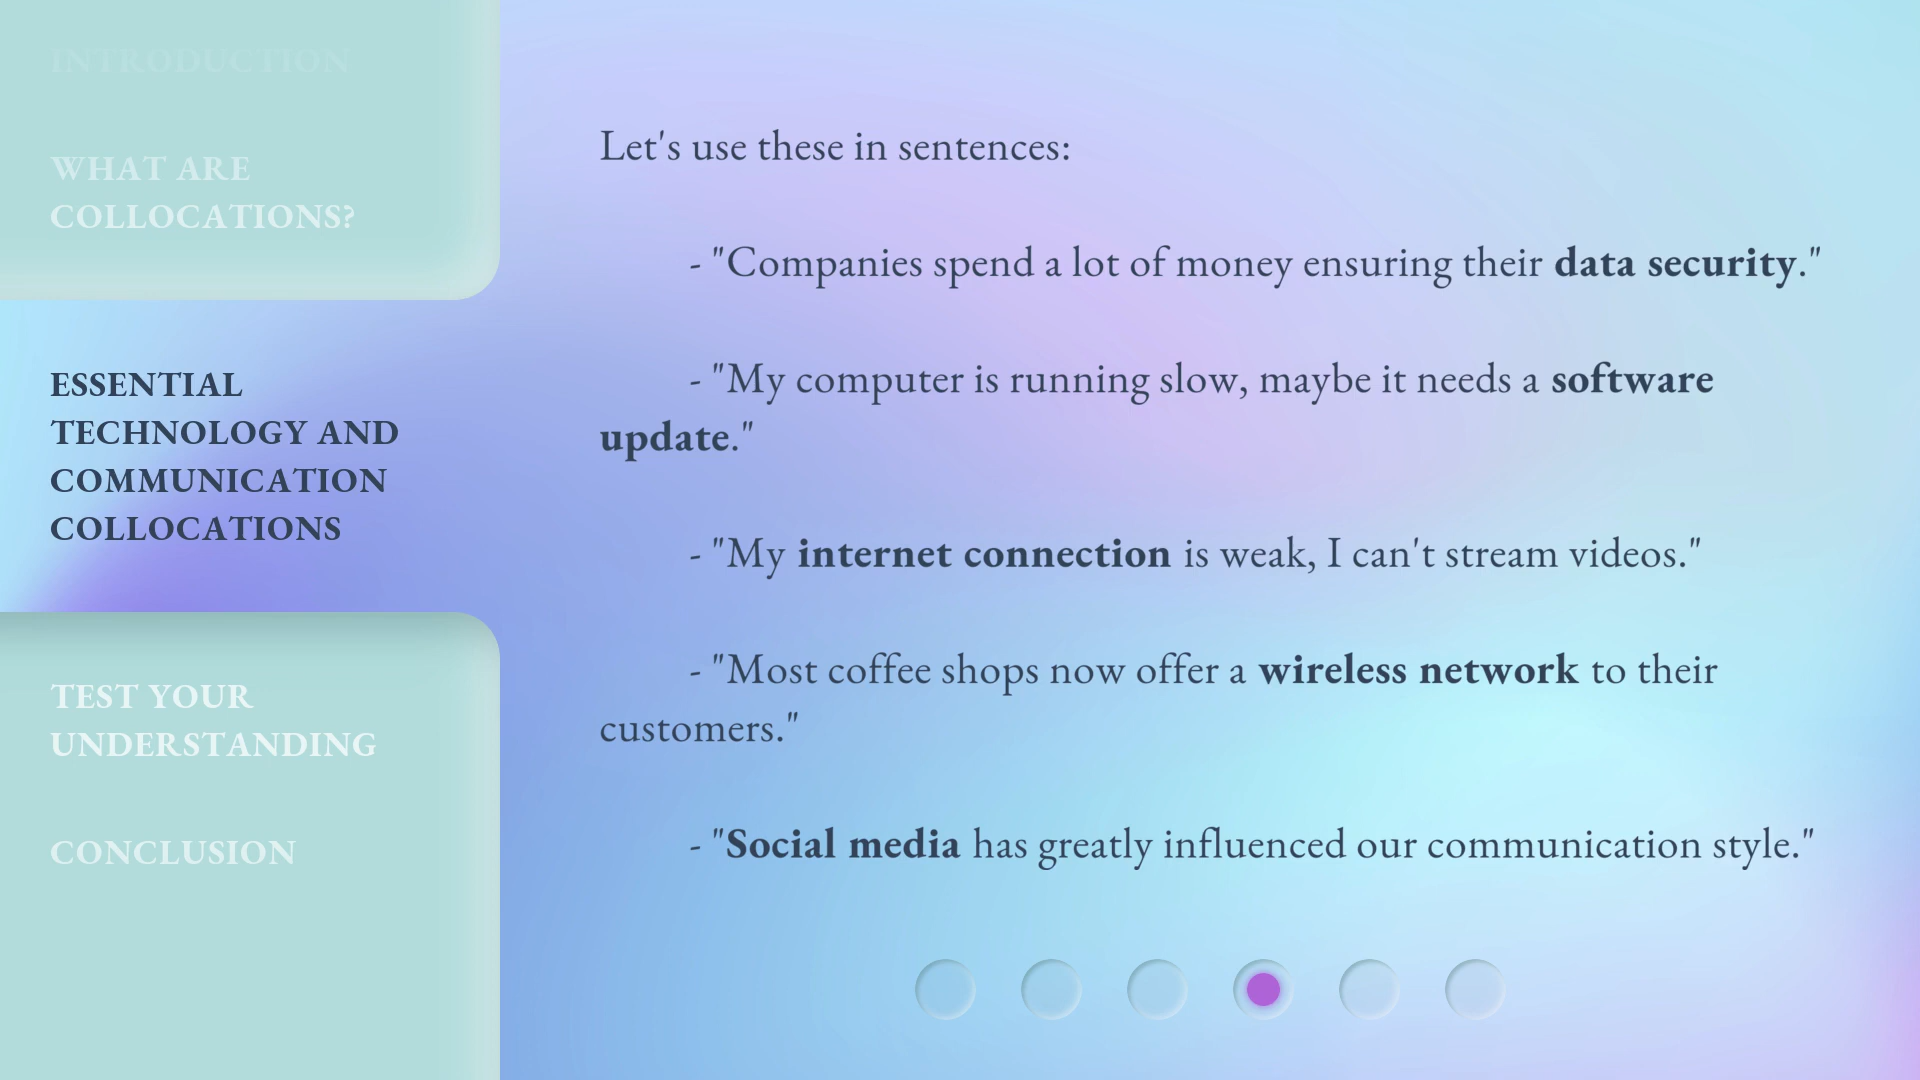 INTRODUCTION
WHAT ARE
COLLOCATIONS?
ESSENTIAL
TECHNOLOGY AND
COMMUNICATION
COLLOCATIONS
TEST YOUR
UNDERSTANDING
CONCLUSION
Let's use these in sentences:
- "Companies spend a lot of money ensuring their data security."
- "My computer is running slow, maybe it needs a software
update."
- "My internet connection is weak, I can't stream videos."
- "Most coffee shops now offer a wireless network to their
customers."
- "Social media has greatly influenced our communication style."